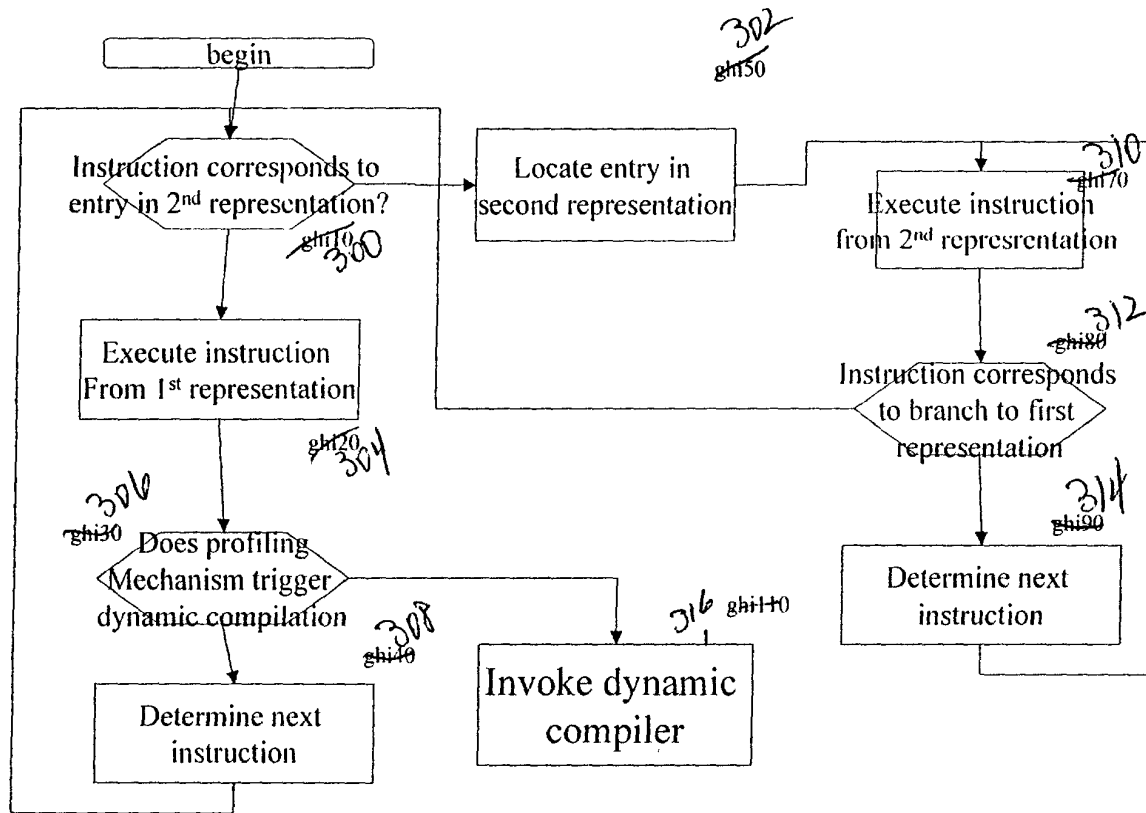 begin
302
ghi50
Instruction corresponds to
entry in 2nd representation?
ghi10
300
Locate entry in
second representation
310
ghi70
Execute instruction
from 2nd represrentation
Execute instruction
From 1st representation
ghi20
304
312
ghi80
Instruction corresponds
to branch to first
representation
306
ghi30
Does profiling
Mechanism trigger
dynamic compilation
308
ghi40
Determine next
instruction
316 ghi110
Invoke dynamic
compiler
314
ghi90
Determine next
instruction